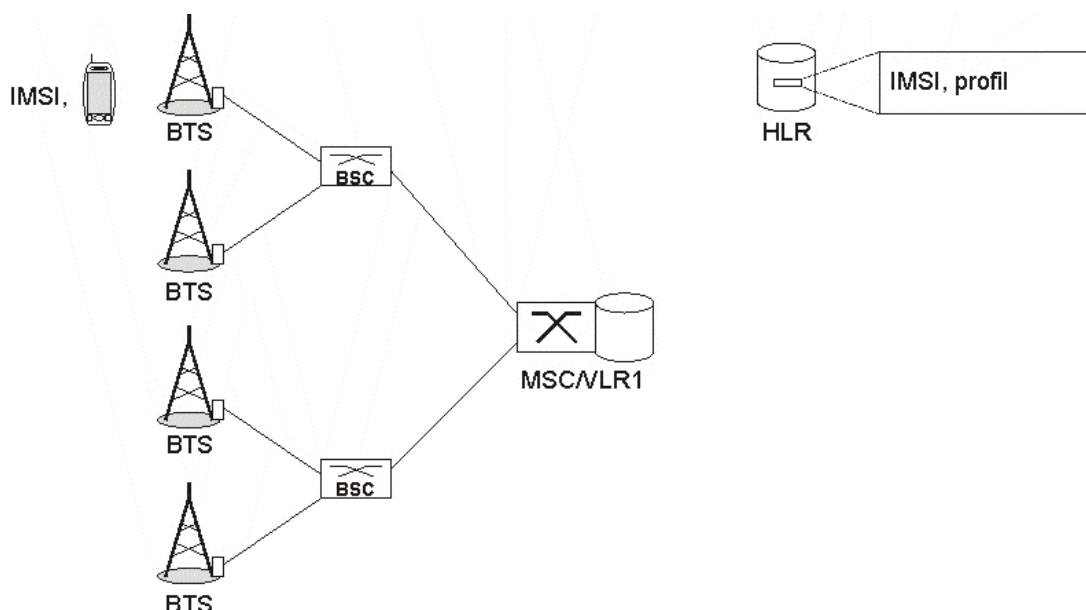 IMSI,
BTS
BSC
BTS
IMSI, profil
HLR
MSC/VLR1
BTS
BSC
BTS